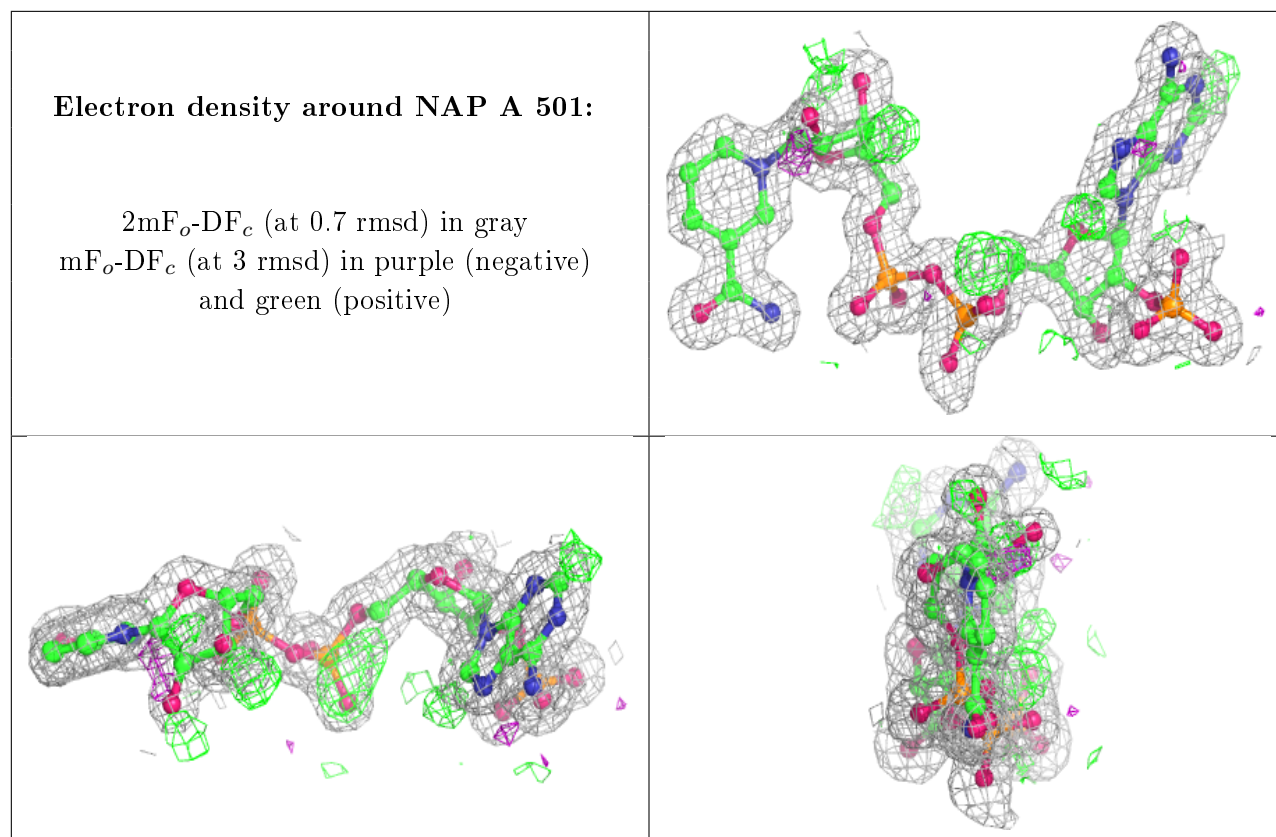 Electron density around NAP A 501:
2mFo-DFc (at 0.7 rmsd) in gray
mFo-DFc (at 3 rmsd) in purple (negative)
and green (positive)